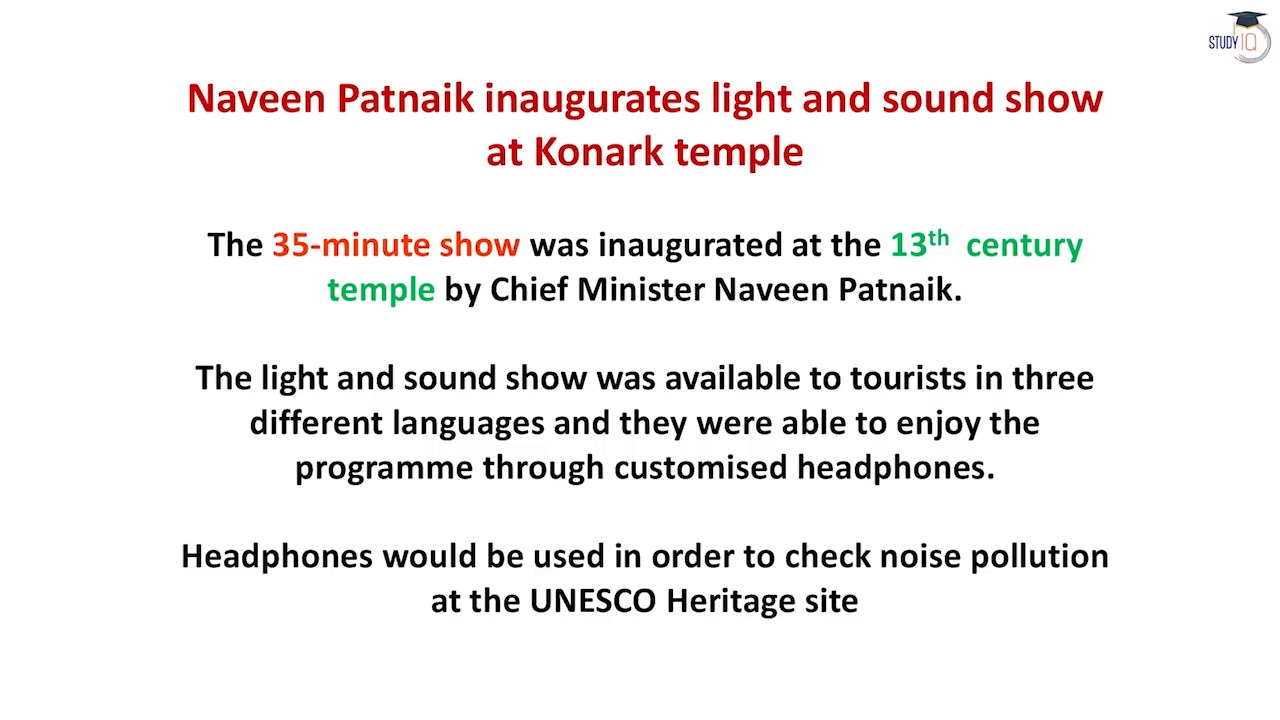 STUDY IQ
Naveen Patnaik inaugurates light and sound show
at Konark temple
The 35-minute show was inaugurated at the 13th century
temple by Chief Minister Naveen Patnaik.
The light and sound show was available to tourists in three
different languages and they were able to enjoy the
programme through customised headphones.
Headphones would be used in order to check noise pollution
at the UNESCO Heritage site